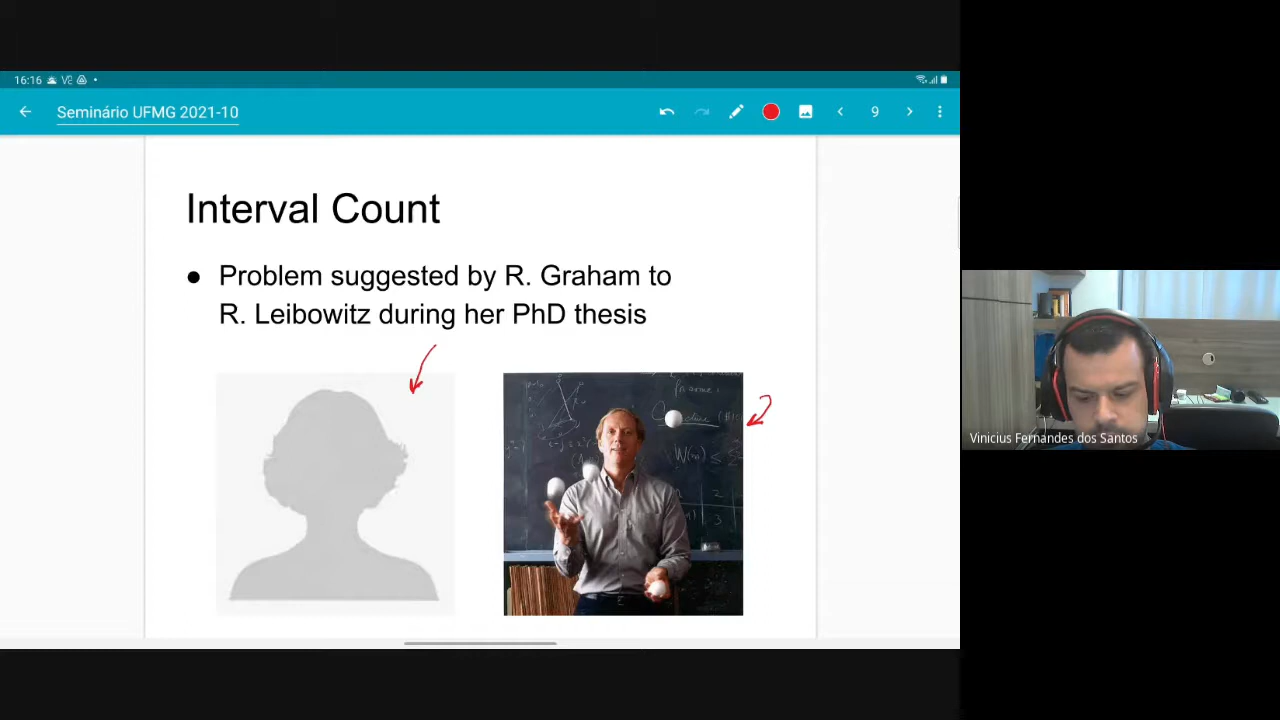 16:16
Seminário UFMG 2021-10
9
Interval Count
● Problem suggested by R. Graham to
R. Leibowitz during her PhD thesis
Vinicius Fernandes dos Santos